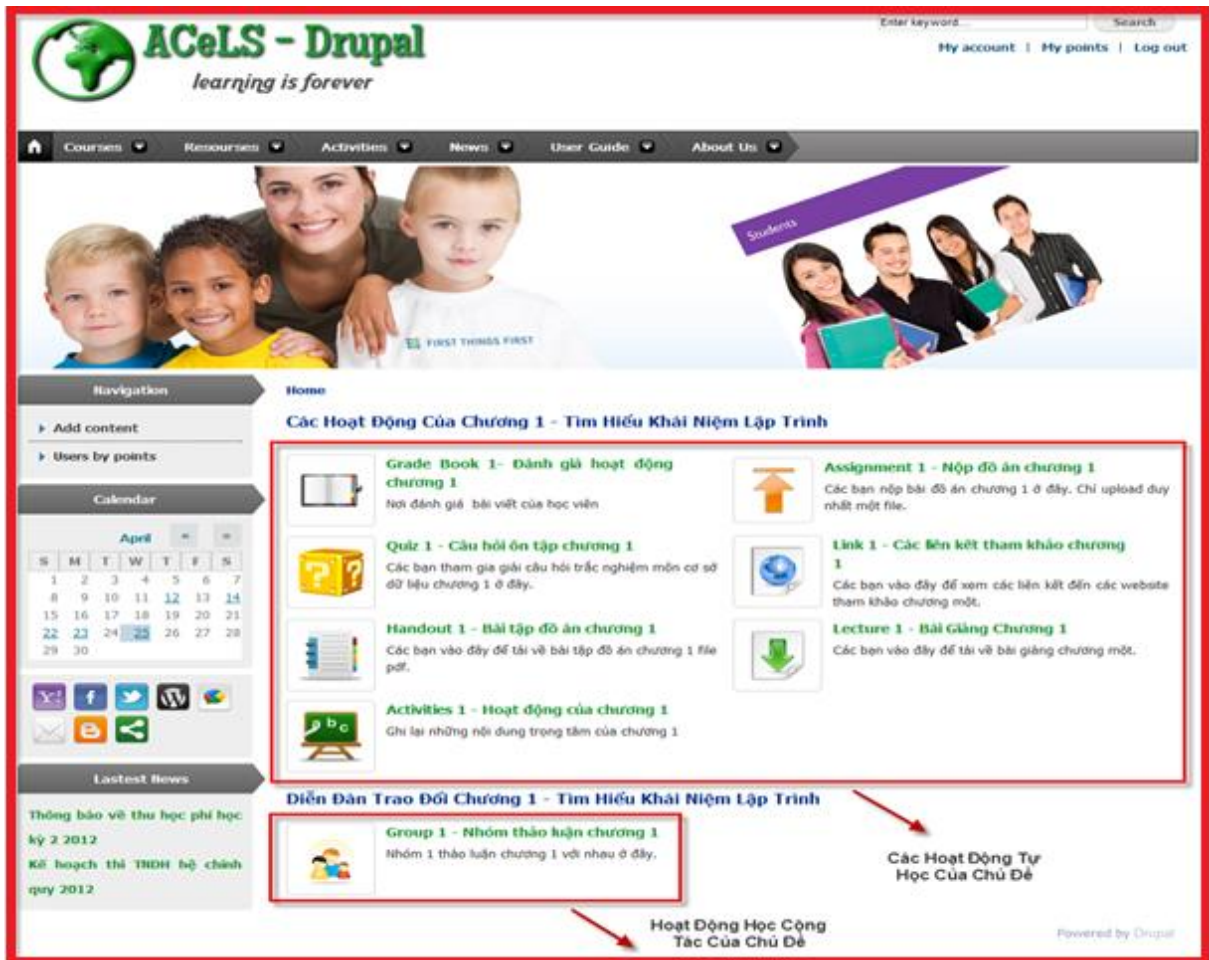 Enter keyword...
Search
ACeLS - Drupal
learning is forever
My account | My points | Log out
Courses
Resourses
Activities
News
User Guide
About Us
Students
FIRST THINGS FIRST
Navigation
Add content
Users by points
Calendar
April « »
S M T W T F S
1 2 3 4 5 6 7
8 9 10 11 12 13 14
15 16 17 18 19 20 21
22 23 24 25 26 27 28
29 30
Lastest News
Thông báo về thu học phí học
kỳ 2 2012
Kế hoạch thi TNDH hệ chính
quy 2012
Home
Các Hoạt Động Của Chương 1 - Tìm Hiểu Khái Niệm Lập Trình
Grade Book 1- Đánh giá hoạt động
chương 1
Nơi đánh giá bài viết của học viên
Assignment 1 - Nộp đồ án chương 1
Các bạn nộp bài đồ án chương 1 ở đây. Chỉ upload duy
nhất một file.
Quiz 1 - Câu hỏi ôn tập chương 1
Các bạn tham gia giải câu hỏi trắc nghiệm môn cơ sở
dữ liệu chương 1 ở đây.
Link 1 - Các liên kết tham khảo chương
1
Các bạn vào đây để xem các liên kết đến các website
tham khảo chương một.
Handout 1 - Bài tập đồ án chương 1
Các bạn vào đây để tải về bài tập đồ án chương 1 file
pdf.
Lecture 1 - Bài Giảng Chương 1
Các bạn vào đây để tải về bài giảng chương một.
Activities 1 - Hoạt động của chương 1
Ghi lại những nội dung trọng tâm của chương 1
Diễn Đàn Trao Đổi Chương 1 - Tìm Hiểu Khái Niệm Lập Trình
Group 1 - Nhóm thảo luận chương 1
Nhóm 1 thảo luận chương 1 với nhau ở đây.
Các Hoạt Động Tự
Học Của Chủ Đề
Hoạt Động Học Cộng
Tác Của Chủ Đề
Powered by Drupal